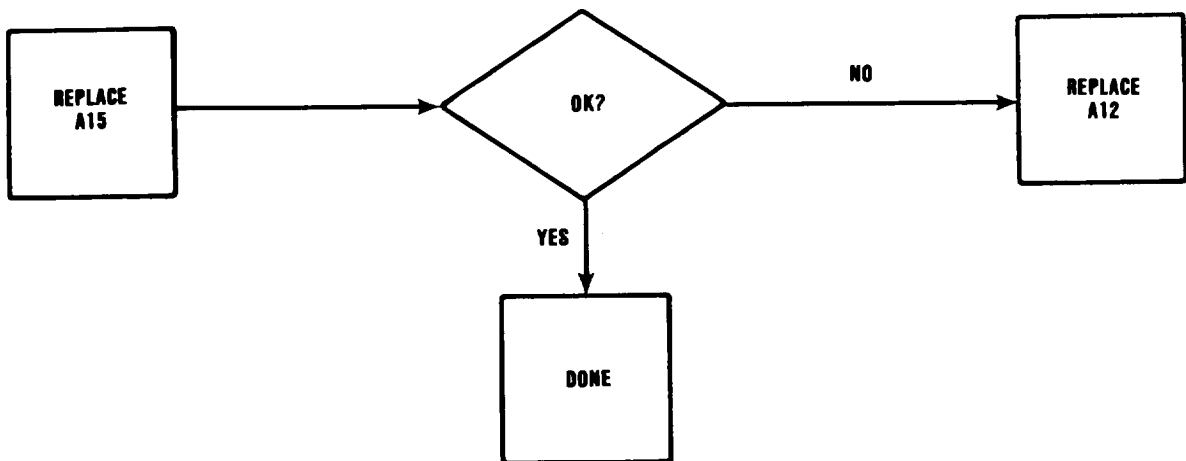 REPLACE
A15
OK?
NO
REPLACE
A12
YES
DONE